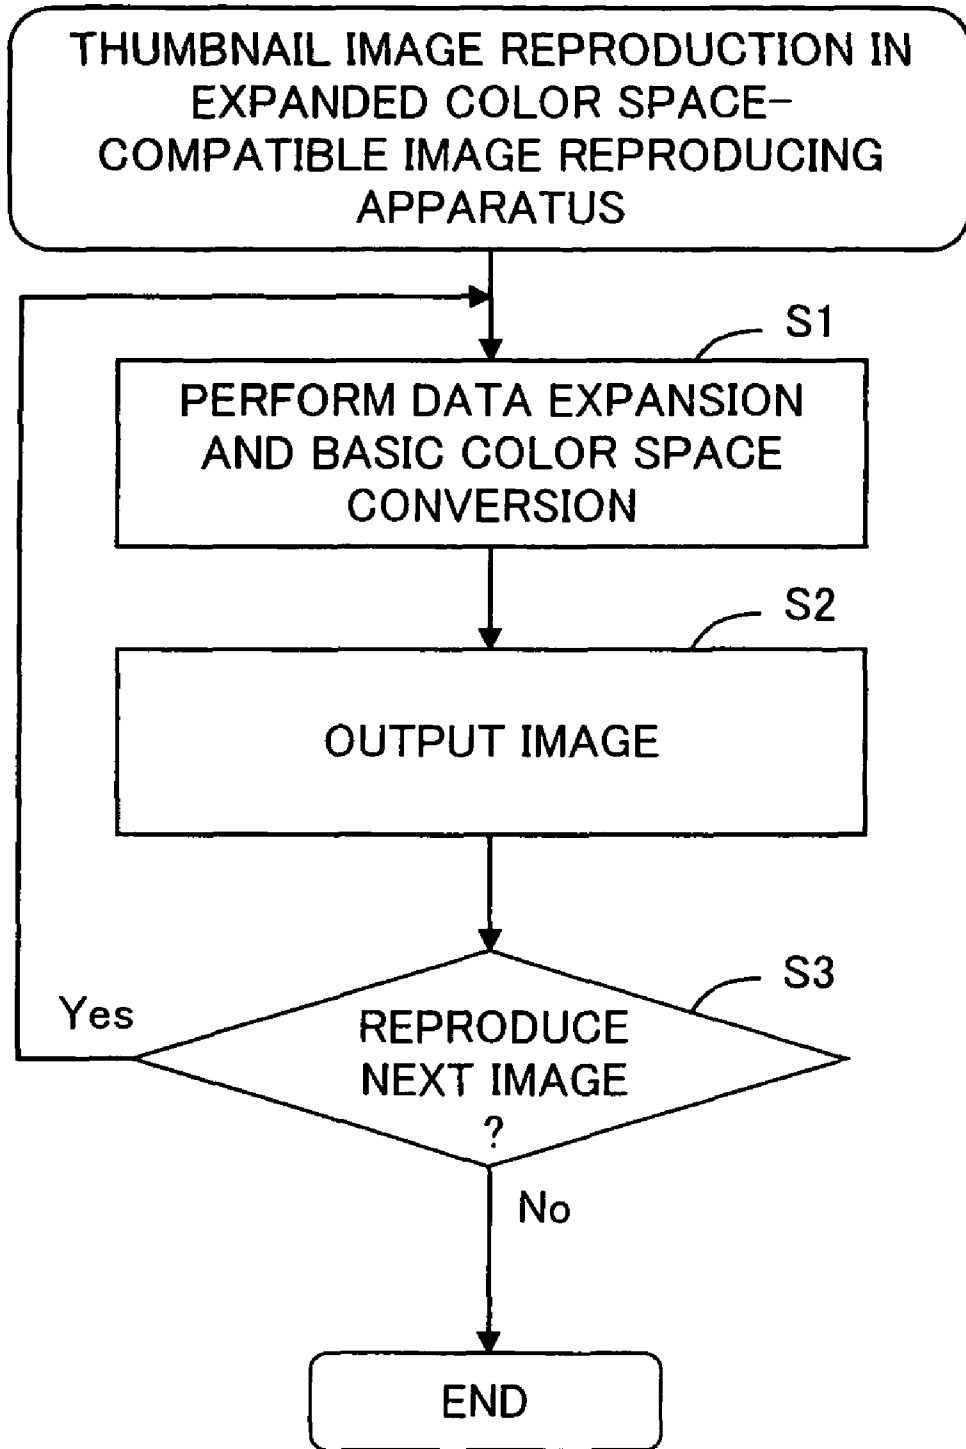 THUMBNAIL IMAGE REPRODUCTION IN
EXPANDED COLOR SPACE-
COMPATIBLE IMAGE REPRODUCING
APPARATUS
S1
PERFORM DATA EXPANSION
AND BASIC COLOR SPACE
CONVERSION
S2
OUTPUT IMAGE
S3
Yes
REPRODUCE
NEXT IMAGE
?
No
END